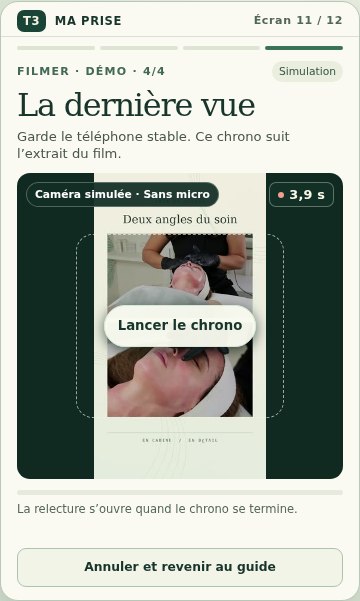 T3 MA PRISE
Écran 11 / 12
FILMER · DÉMO · 4/4
Simulation
La dernière vue
Garde le téléphone stable. Ce chrono suit
l’extrait du film.
Caméra simulée · Sans micro
3,9 s
Deux angles du soin
Lancer le chrono
EN CABINE / EN DÉTAIL
La relecture s’ouvre quand le chrono se termine.
Annuler et revenir au guide